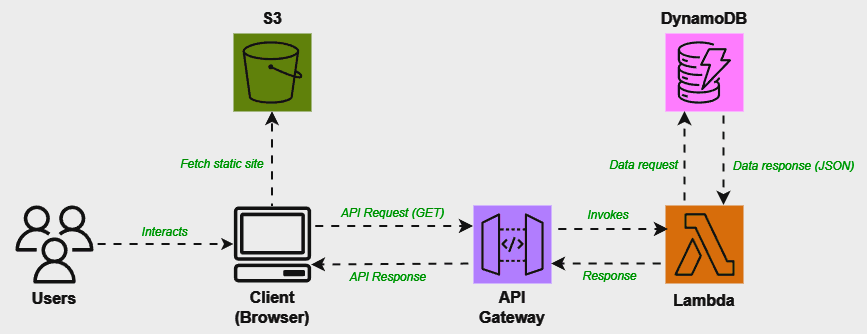 S3
DynamoDB
Fetch static site
Data request
Data response (JSON)
API Request (GET)
Invokes
Interacts
</>
API Response
Response
Users
Client
(Browser)
API
Gateway
Lambda